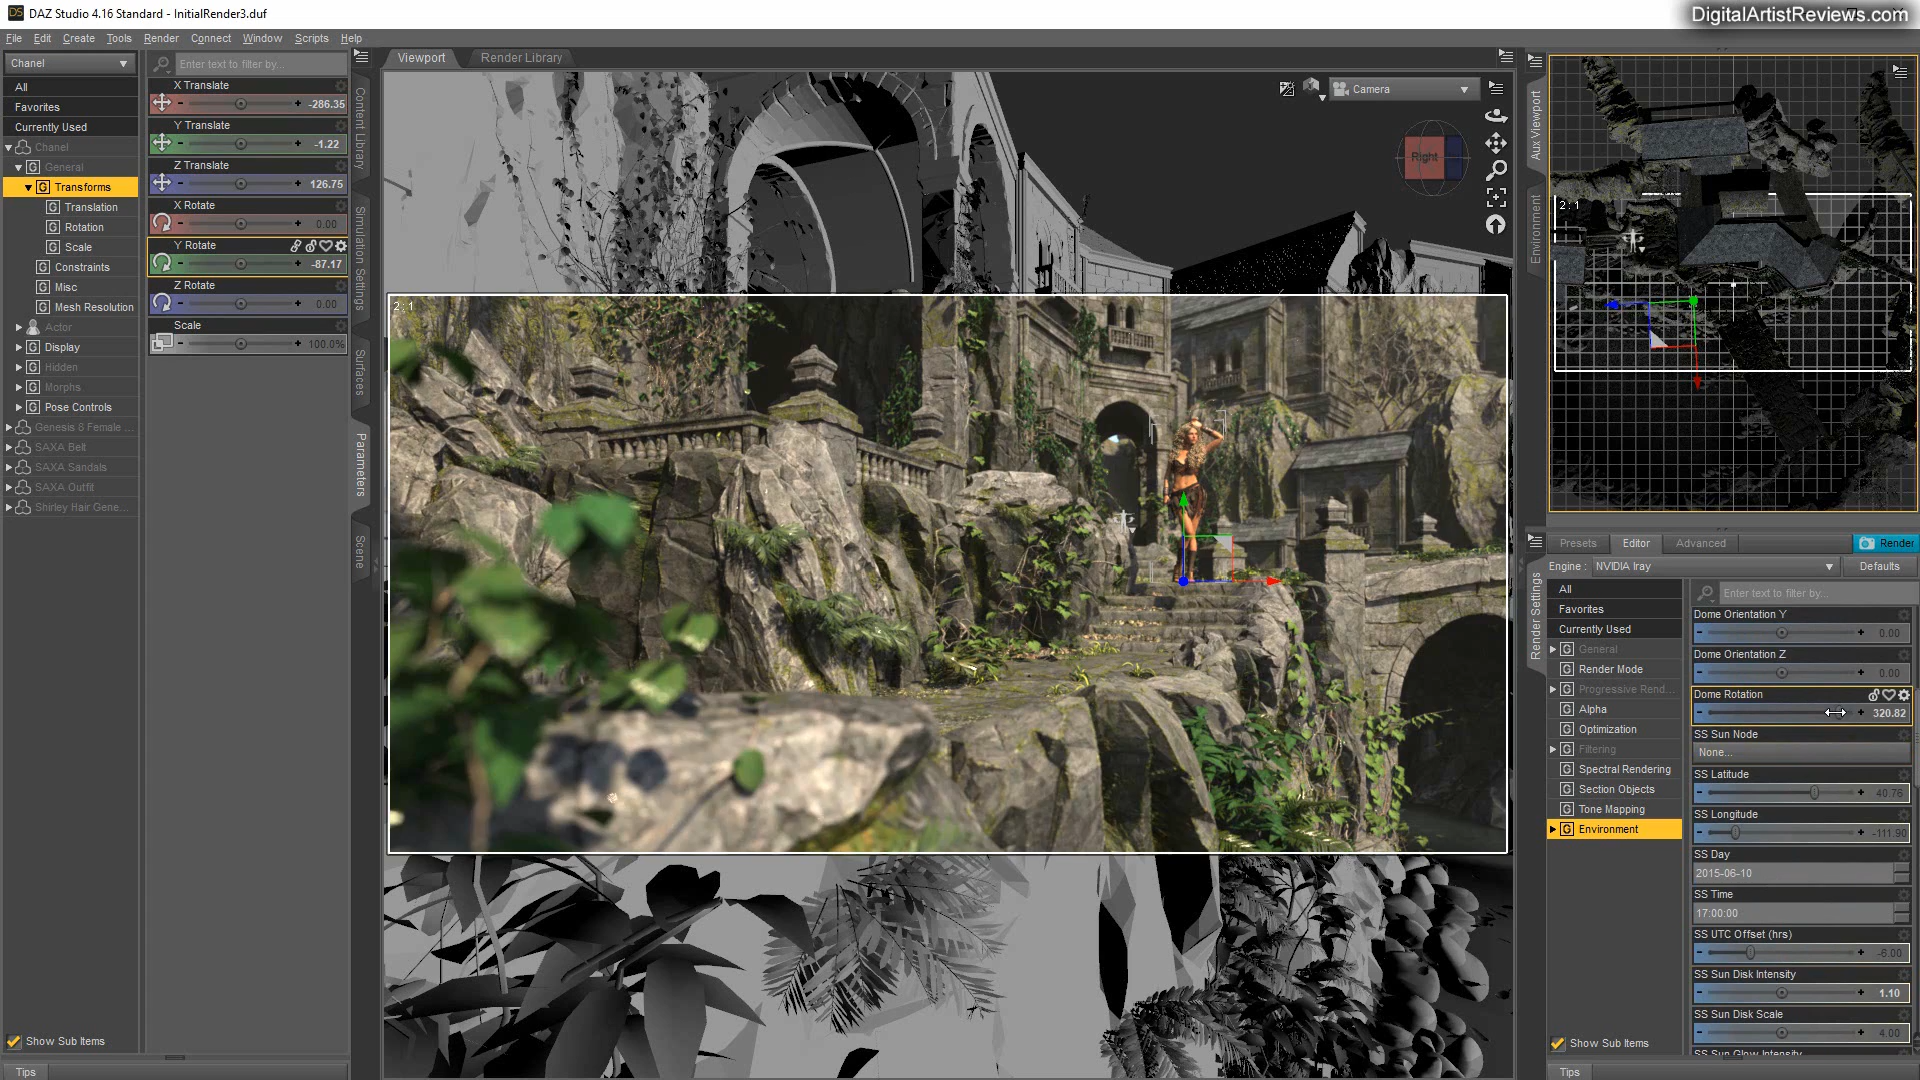 DS DAZ Studio 4.16 Standard - InitialRender3.duf
DigitalArtistReviews.com
File Edit Create Tools Render Connect Window Scripts Help
Chanel
All
Favorites
Currently Used
Chanel
General
Transforms
Translation
Rotation
Scale
Constraints
Misc
Mesh Resolution
Actor
Display
Hidden
Morphs
Pose Controls
Genesis 8 Female ...
SAXA Belt
SAXA Sandals
SAXA Outfit
Shirley Hair Gene...
Show Sub Items
Tips
Enter text to filter by...
X Translate
-286.35
Y Translate
-1.22
Z Translate
126.75
X Rotate
0.00
Y Rotate
-87.17
Z Rotate
0.00
Scale
100.0%
Content Library
Simulation Settings
Surfaces
Parameters
Scene
Viewport
Render Library
Camera
Right
2 : 1
Aux Viewport
Environment
2 : 1
Presets
Editor
Advanced
Render
Engine :
NVIDIA Iray
Defaults
Render Settings
All
Favorites
Currently Used
General
Render Mode
Progressive Rend...
Alpha
Optimization
Filtering
Spectral Rendering
Section Objects
Tone Mapping
Environment
Show Sub Items
Tips
Enter text to filter by...
Dome Orientation Y
0.00
Dome Orientation Z
0.00
Dome Rotation
320.82
SS Sun Node
None...
SS Latitude
40.76
SS Longitude
-111.90
SS Day
2015-06-10
SS Time
17:00:00
SS UTC Offset (hrs)
-6.00
SS Sun Disk Intensity
1.10
SS Sun Disk Scale
4.00
SS Sun Glow Intensity